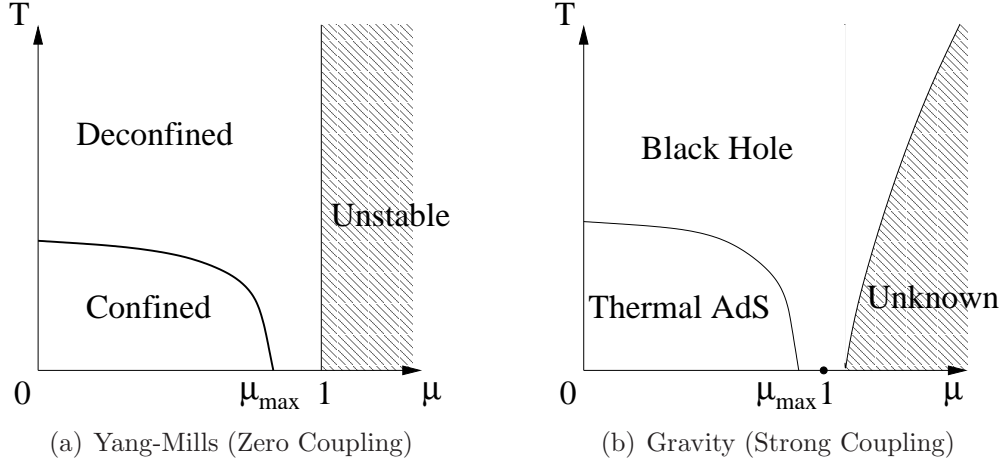 T
Deconfined
Unstable
Confined
0
μmax
1
μ
(a) Yang-Mills (Zero Coupling)
T
Black Hole
Unknown
Thermal AdS
0
μmax
1
μ
(b) Gravity (Strong Coupling)